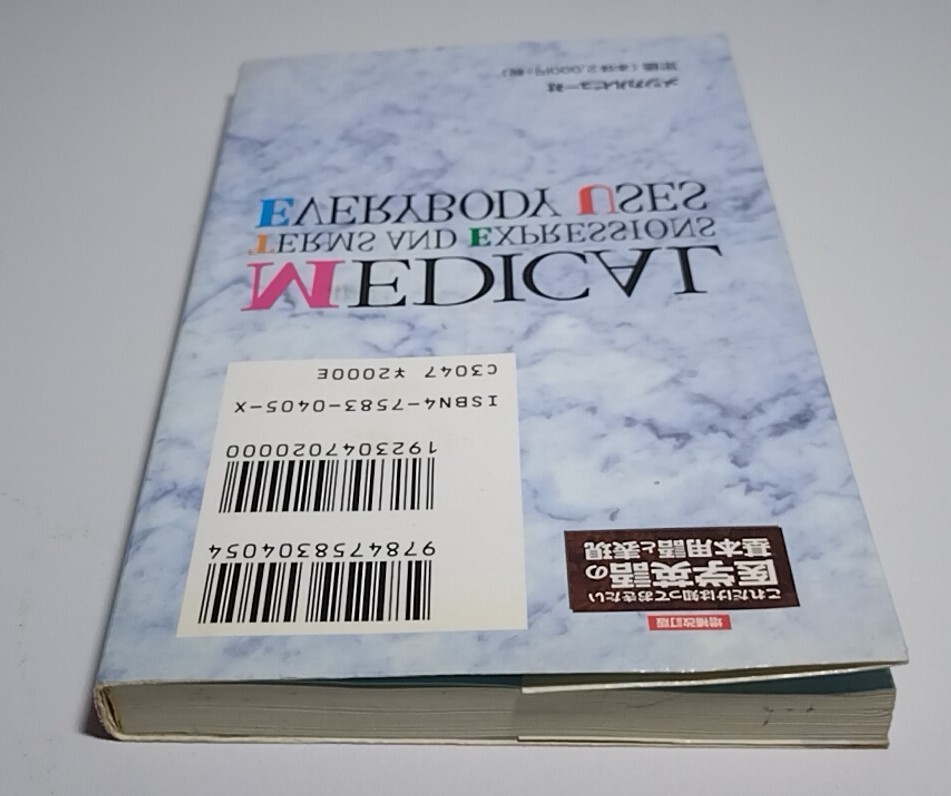 増補改訂版
これだけは知っておきたい
医学英語の
基本用語と表現
9784758304054
1923047020000
ISBN4-7583-0405-X
C3047 ¥2000E
MEDICAL
TERMS AND EXPRESSIONS
EVERYBODY USES
メジカルビュー社
定価(本体2,000円+税)